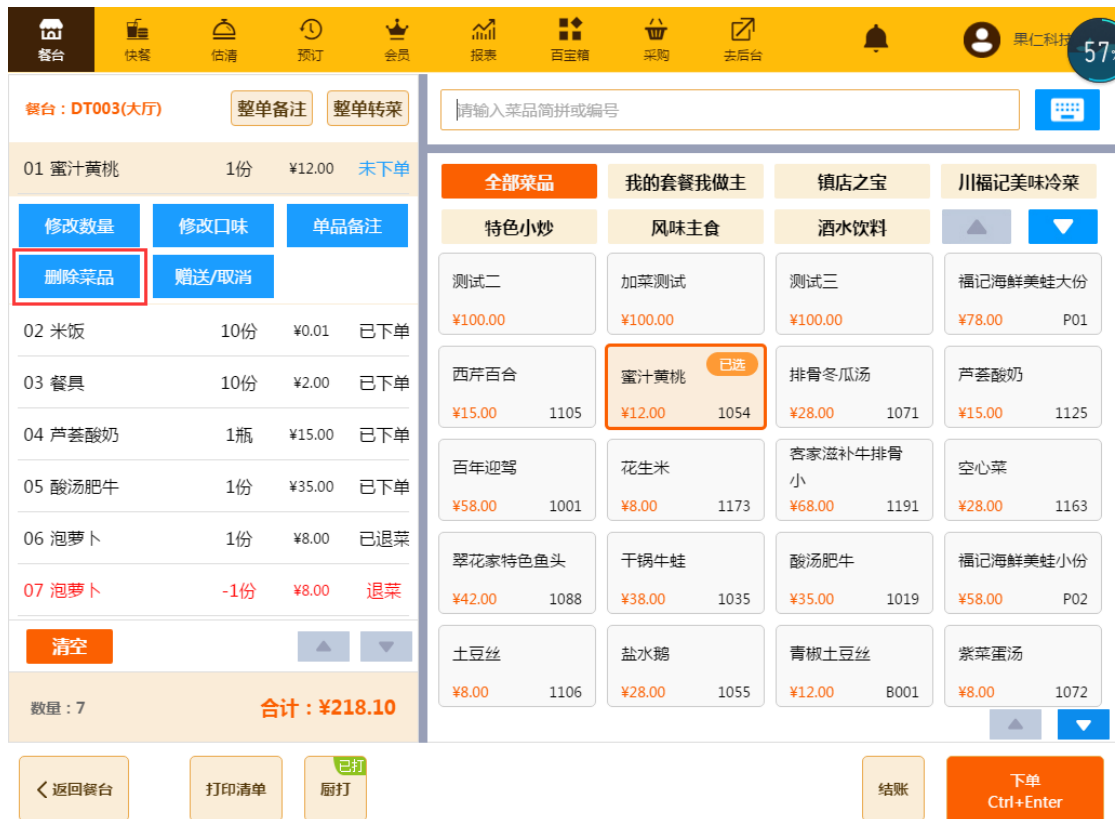 餐台 快餐 估清 预订 会员 报表 百宝箱 采购 去后台 果仁科技
57
餐台：DT003(大厅) 整单备注 整单转菜
请输入菜品简拼或编号
01 蜜汁黄桃 1份 ¥12.00 未下单
修改数量 修改口味 单品备注
删除菜品 赠送/取消
02 米饭 10份 ¥0.01 已下单
03 餐具 10份 ¥2.00 已下单
04 芦荟酸奶 1瓶 ¥15.00 已下单
05 酸汤肥牛 1份 ¥35.00 已下单
06 泡萝卜 1份 ¥8.00 已退菜
07 泡萝卜 -1份 ¥8.00 退菜
清空
数量：7 合计：¥218.10
全部菜品 我的套餐我做主 镇店之宝 川福记美味冷菜
特色小炒 风味主食 酒水饮料
测试二 加菜测试 测试三 福记海鲜美蛙大份
¥100.00 ¥100.00 ¥100.00 ¥78.00 P01
已选
西芹百合 蜜汁黄桃 排骨冬瓜汤 芦荟酸奶
¥15.00 1105 ¥12.00 1054 ¥28.00 1071 ¥15.00 1125
百年迎驾 花生米 客家滋补牛排骨 空心菜
小
¥58.00 1001 ¥8.00 1173 ¥68.00 1191 ¥28.00 1163
翠花家特色鱼头 干锅牛蛙 酸汤肥牛 福记海鲜美蛙小份
¥42.00 1088 ¥38.00 1035 ¥35.00 1019 ¥58.00 P02
土豆丝 盐水鹅 青椒土豆丝 紫菜蛋汤
¥8.00 1106 ¥28.00 1055 ¥12.00 B001 ¥8.00 1072
返回餐台 打印清单 厨打 已打 结账 下单
Ctrl+Enter